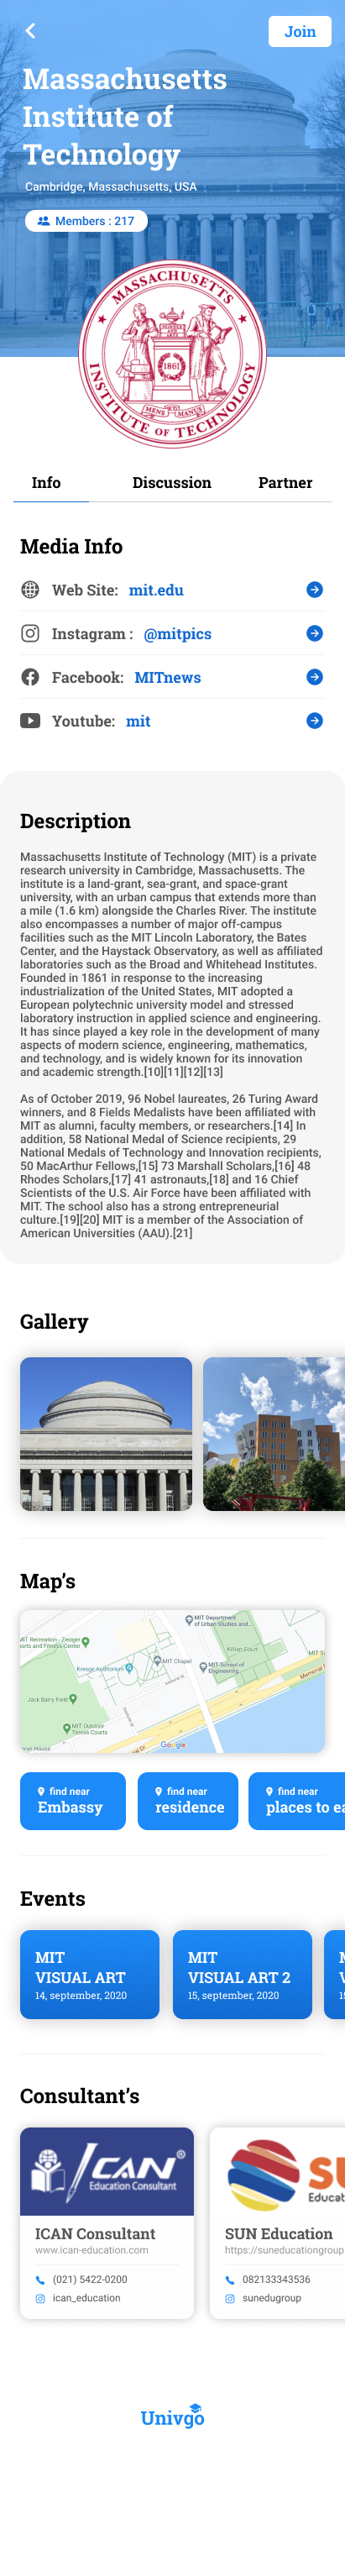 Join
Massachusetts
Institute of
Technology
Cambridge, Massachusetts, USA
Members : 217
MASSACHUSETTS
INSTITUTE OF TECHNOLOGY
SCIENCE AND ARTS
1861
MENS ET MANUS
Info Discussion Partner
Media Info
Web Site: mit.edu
Instagram : @mitpics
Facebook: MITnews
Youtube: mit
Description
Massachusetts Institute of Technology (MIT) is a private
research university in Cambridge, Massachusetts. The
institute is a land-grant, sea-grant, and space-grant
university, with an urban campus that extends more than
a mile (1.6 km) alongside the Charles River. The institute
also encompasses a number of major off-campus
facilities such as the MIT Lincoln Laboratory, the Bates
Center, and the Haystack Observatory, as well as affiliated
laboratories such as the Broad and Whitehead Institutes.
Founded in 1861 in response to the increasing
industrialization of the United States, MIT adopted a
European polytechnic university model and stressed
laboratory instruction in applied science and engineering.
It has since played a key role in the development of many
aspects of modern science, engineering, mathematics,
and technology, and is widely known for its innovation
and academic strength.[10][11][12][13]
As of October 2019, 96 Nobel laureates, 26 Turing Award
winners, and 8 Fields Medalists have been affiliated with
MIT as alumni, faculty members, or researchers.[14] In
addition, 58 National Medal of Science recipients, 29
National Medals of Technology and Innovation recipients,
50 MacArthur Fellows,[15] 73 Marshall Scholars,[16] 48
Rhodes Scholars,[17] 41 astronauts,[18] and 16 Chief
Scientists of the U.S. Air Force have been affiliated with
MIT. The school also has a strong entrepreneurial
culture.[19][20] MIT is a member of the Association of
American Universities (AAU).[21]
Gallery
Map's
MIT Department
of Urban Studies and...
MIT Recreation - Zesiger
orts and Fitness Center
Killian Court
MIT Chapel
Kresge Auditorium
MIT School of
Engineering
MIT S
Memorial
Amherst St
Jack Barry Field
MIT Outdoor
Tennis Courts
nner House
Google
find near
Embassy
find near
residence
find near
places to ea
Events
MIT
VISUAL ART
14, september, 2020
MIT
VISUAL ART 2
15, september, 2020
Consultant's
ICAN
Education Consultant
ICAN Consultant
www.ican-education.com
(021) 5422-0200
ican_education
SU
Educat
SUN Education
https://suneducationgroup
082133343536
sunedugroup
Univgo